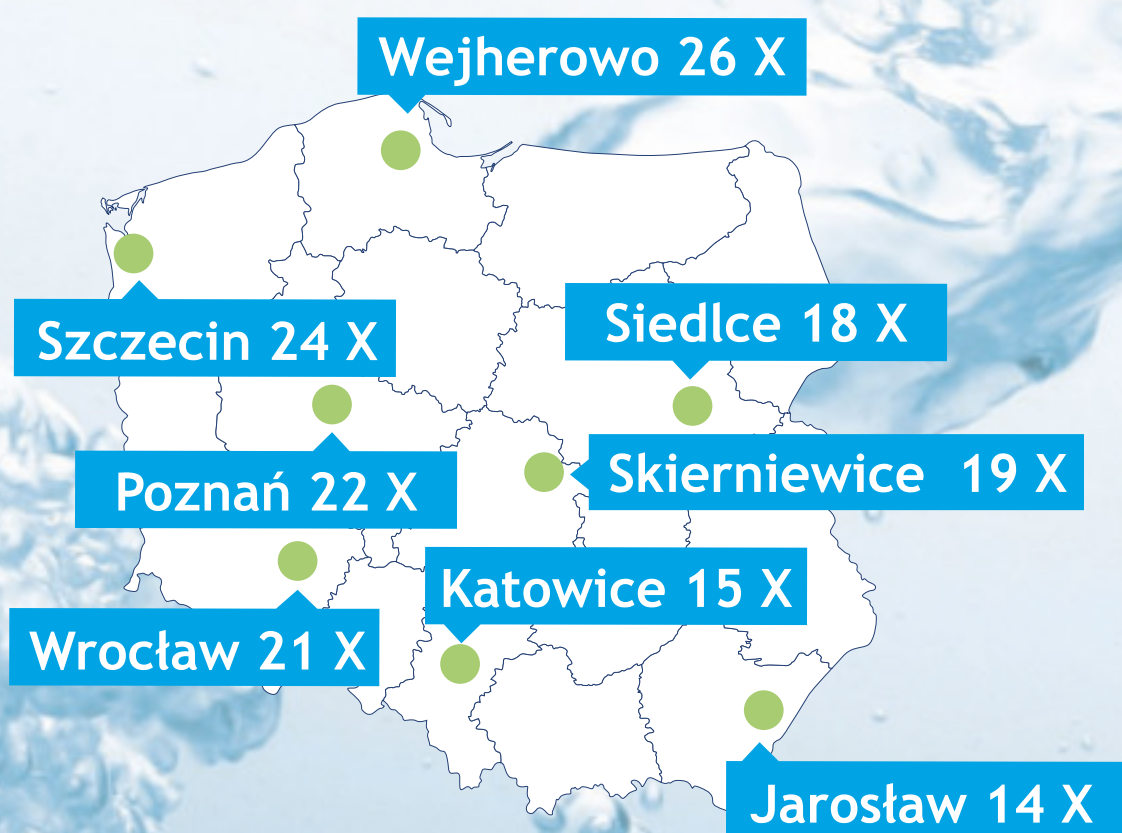 Wejherowo 26 X
Szczecin 24 X
Siedlce 18 X
Poznań 22 X
Skierniewice 19 X
Katowice 15 X
Wrocław 21 X
Jarosław 14 X